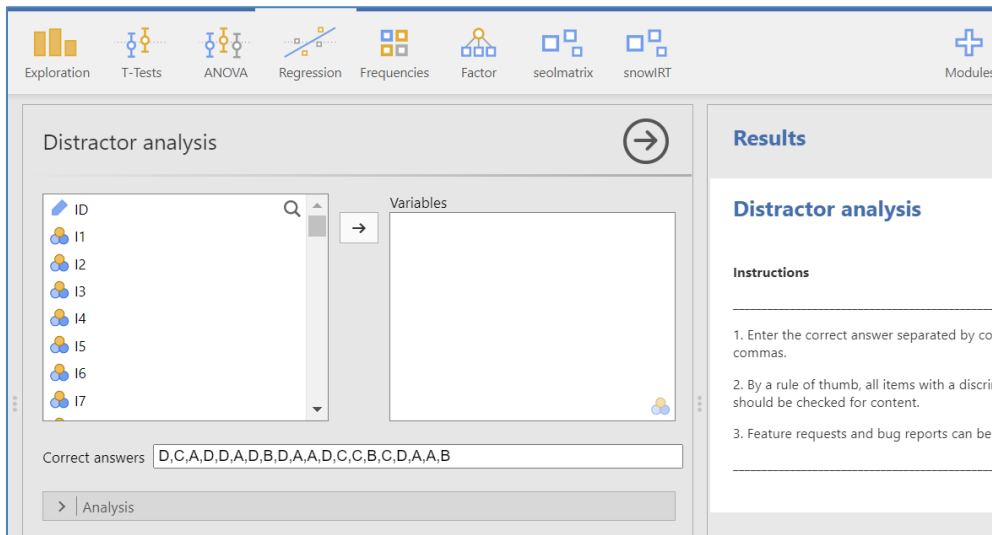 Exploration T-Tests ANOVA Regression Frequencies Factor seolmatrix snowIRT Modules
Distractor analysis
ID
I1
I2
I3
I4
I5
I6
I7
Variables
Correct answers D,C,A,D,D,A,D,B,D,A,A,D,C,C,B,C,D,A,A,B
Analysis
Results
Distractor analysis
Instructions
1. Enter the correct answer separated by co
commas.
2. By a rule of thumb, all items with a discri
should be checked for content.
3. Feature requests and bug reports can be